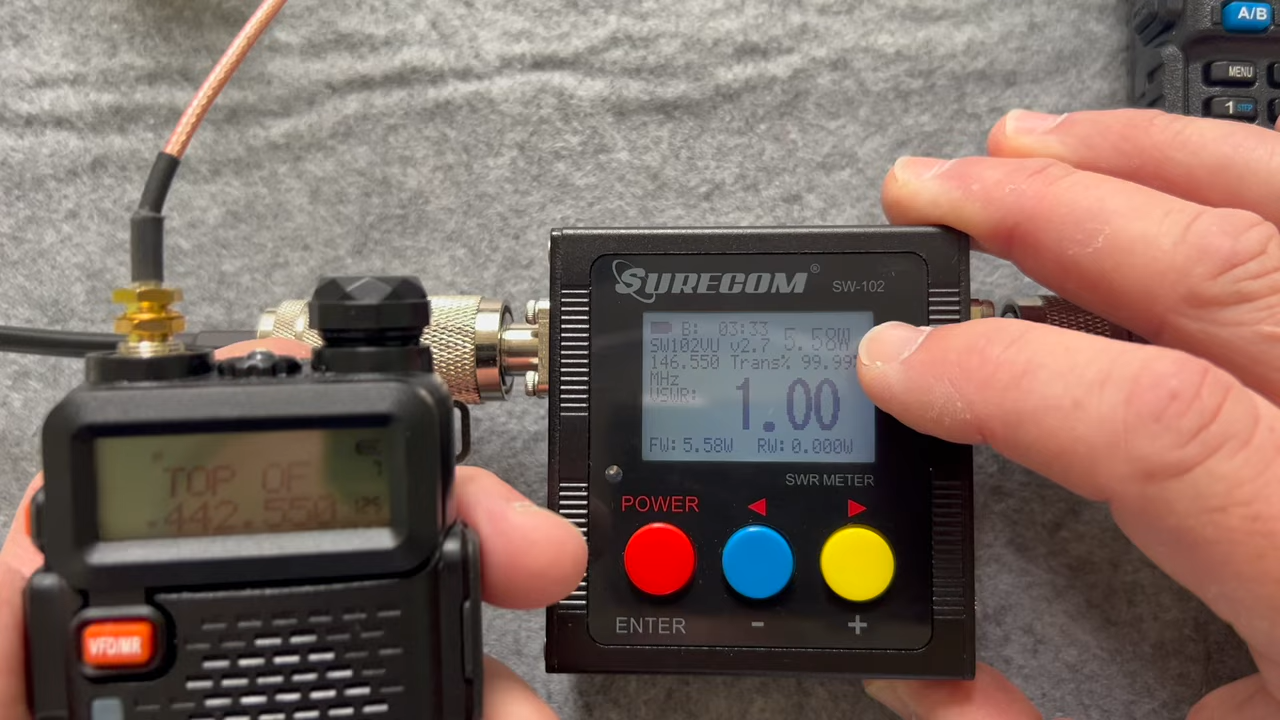 A/B
MENU
1 STEP
SURECOM®
SW-102
B: 03:33 5.58W
SW102VU v2.7
146.550 Trans% 99.99%
MHz
VSWR:
1.00
FW: 5.58W RW: 0.000W
SWR METER
POWER
ENTER
-
+
TOP OF
442.550
VFO/MR